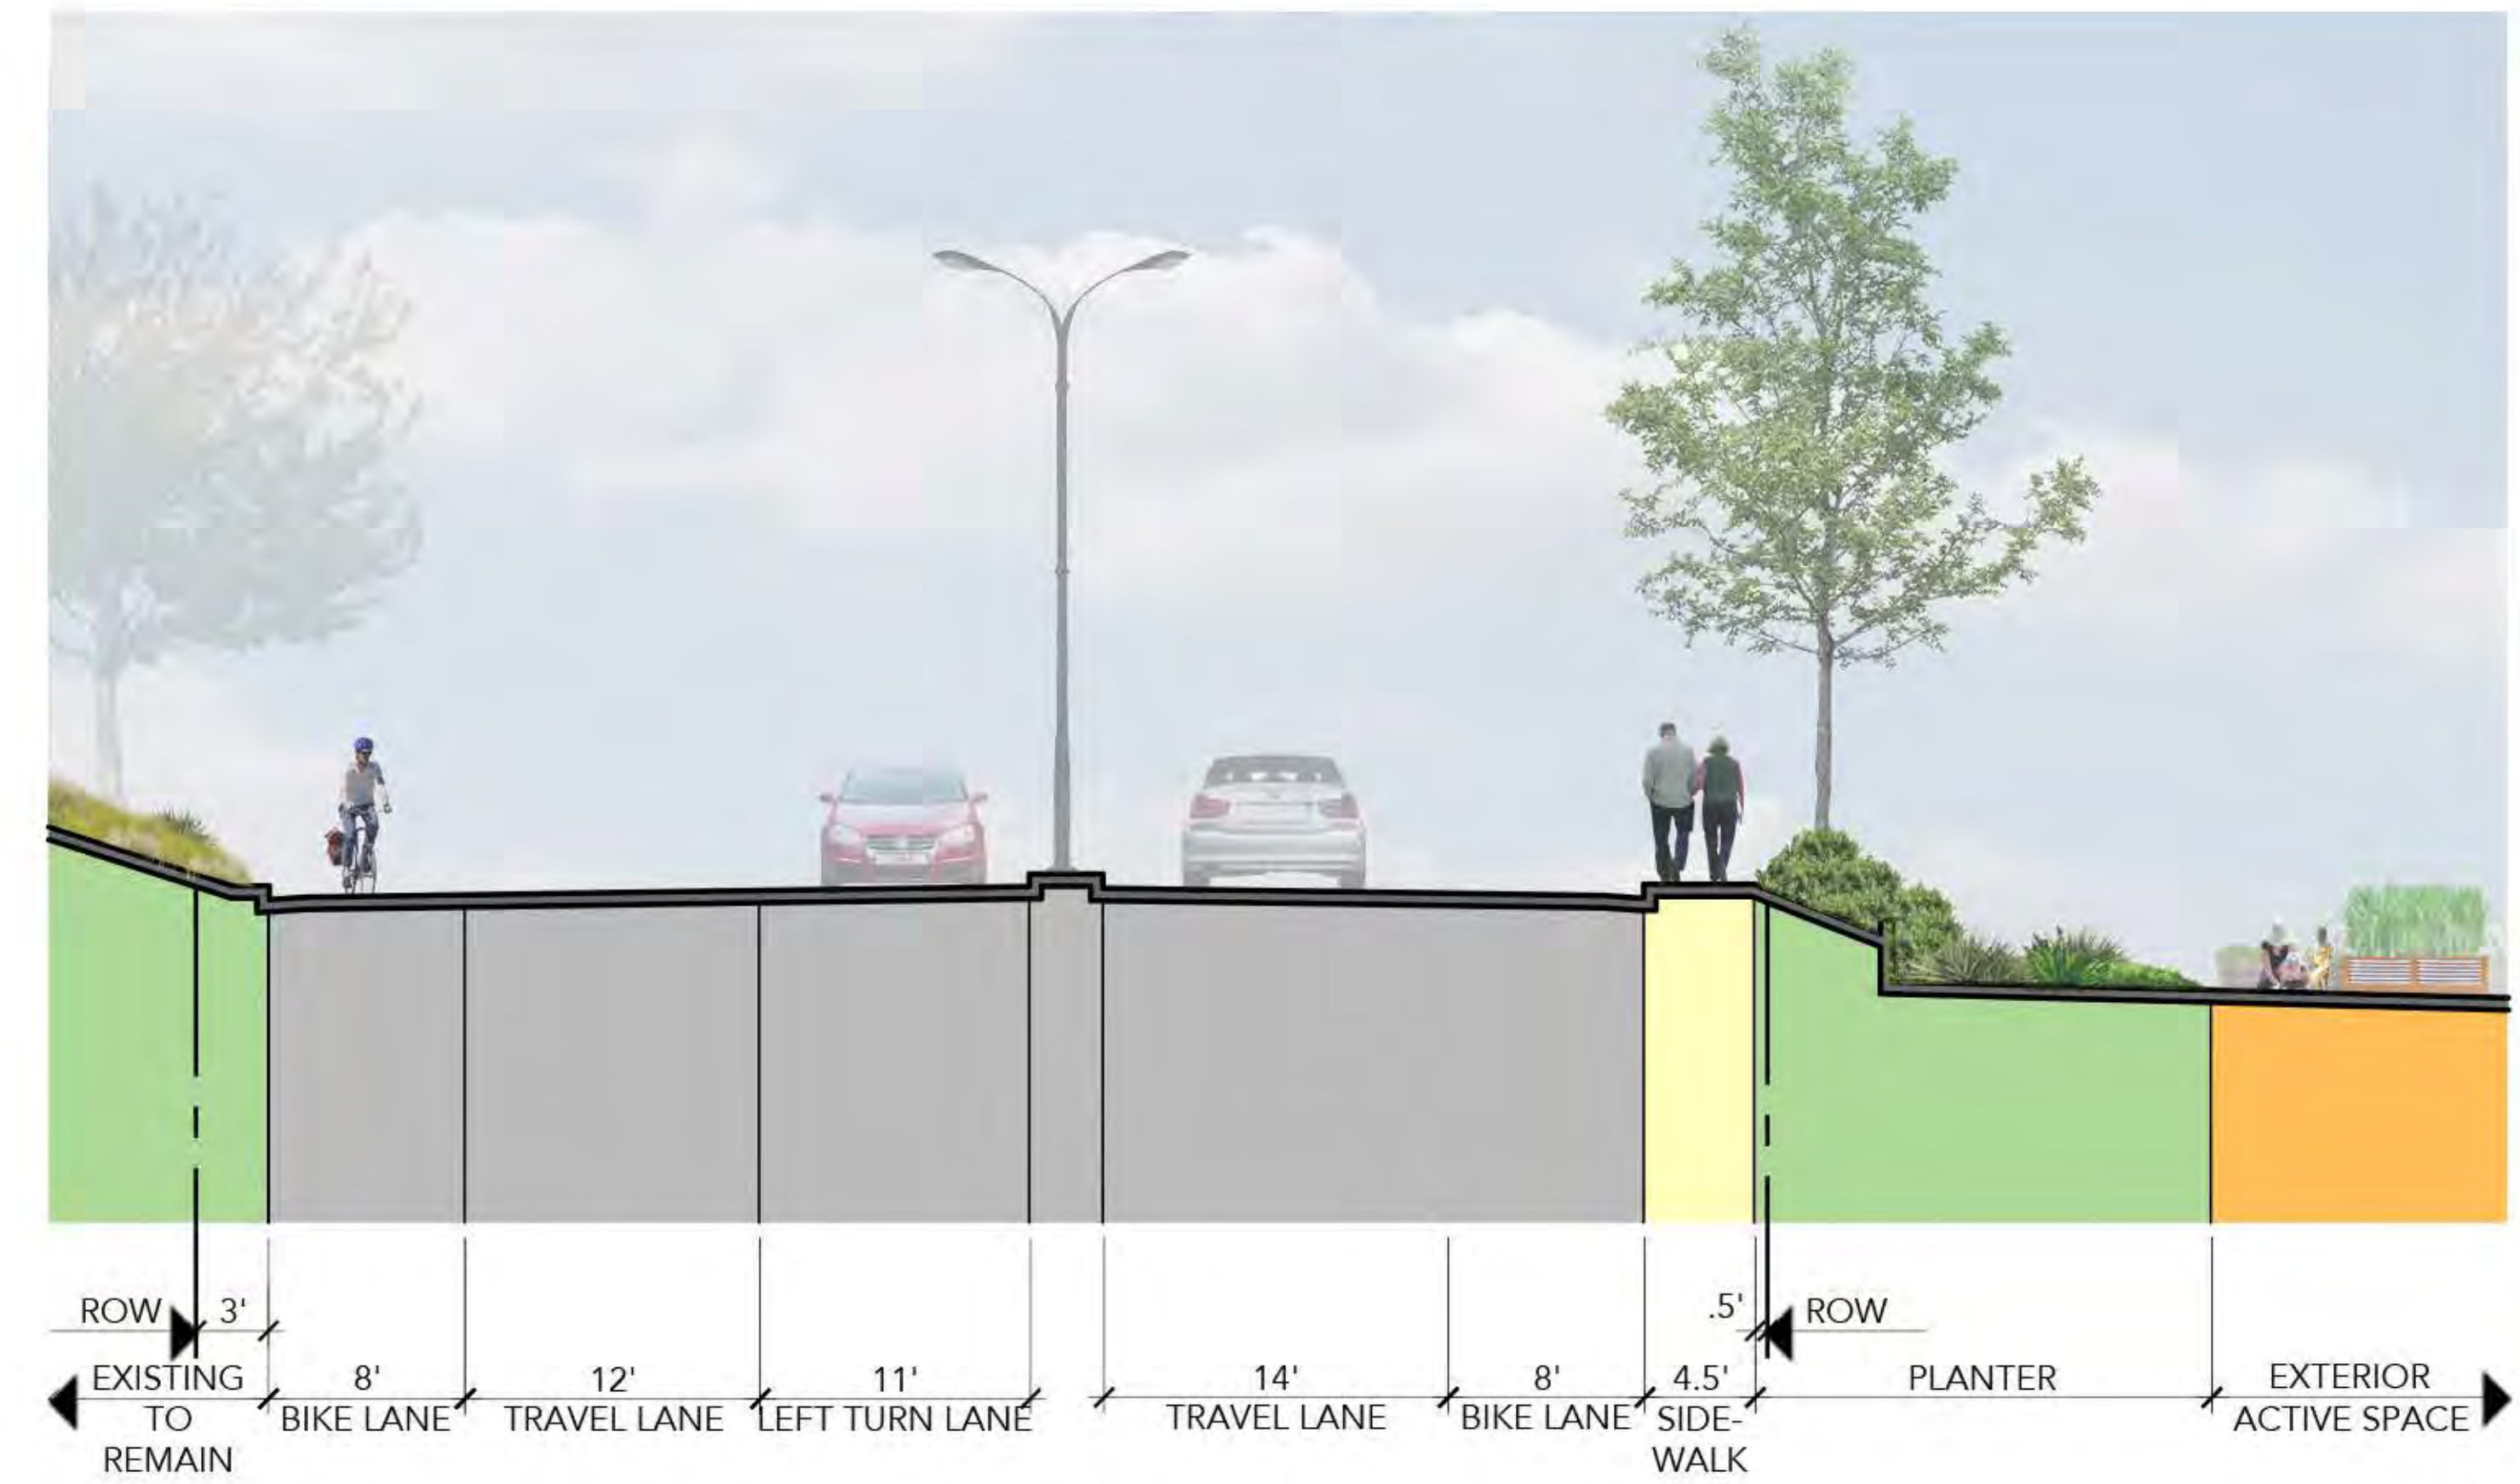 ROW
3'
.5'
ROW
EXISTING
TO
REMAIN
8'
BIKE LANE
12'
TRAVEL LANE
11'
LEFT TURN LANE
14'
TRAVEL LANE
8'
BIKE LANE
4.5'
SIDE-
WALK
PLANTER
EXTERIOR
ACTIVE SPACE